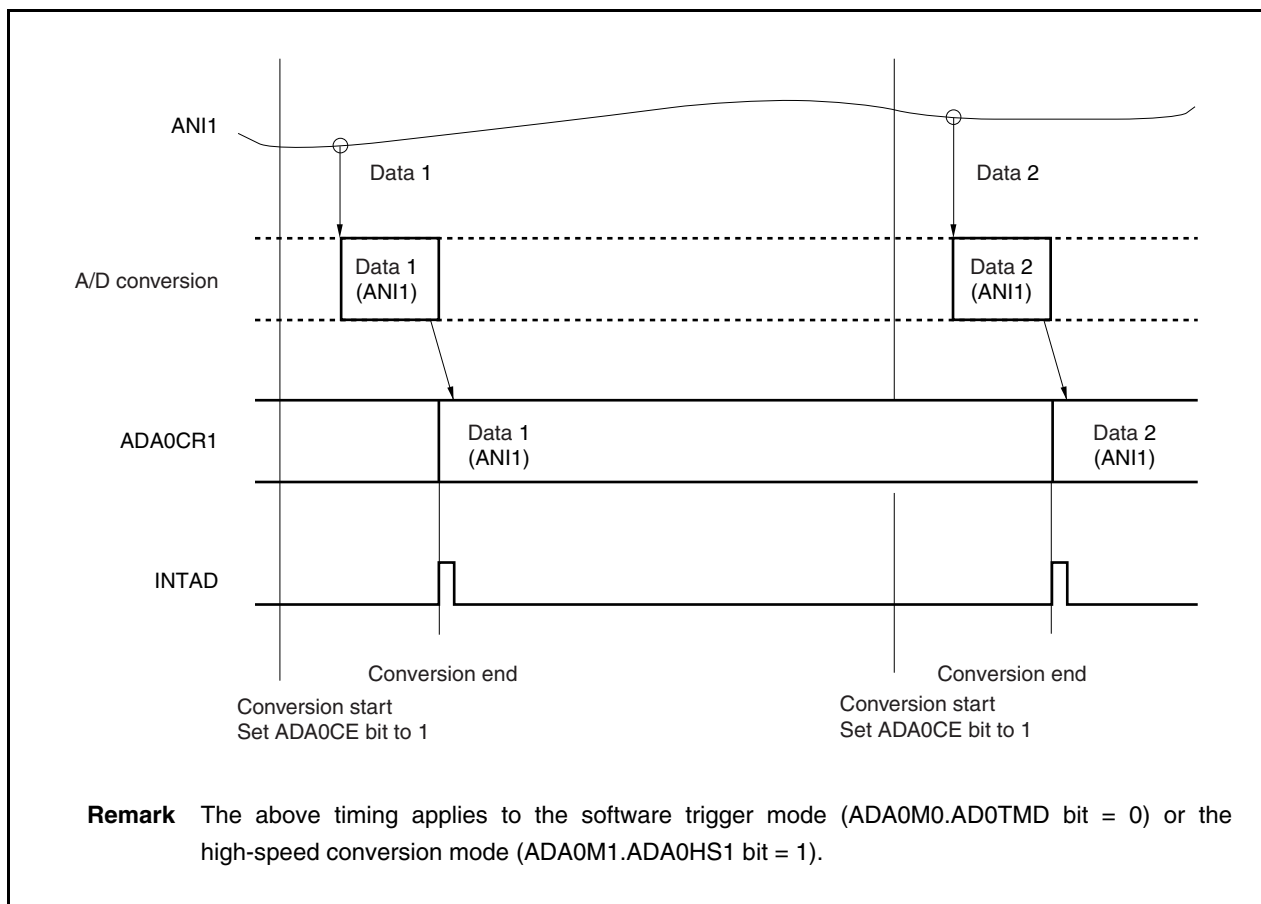 ANI1
Data 1
Data 2
A/D conversion
Data 1
(ANI1)
Data 2
(ANI1)
ADA0CR1
Data 1
(ANI1)
Data 2
(ANI1)
INTAD
Conversion end
Conversion end
Conversion start
Set ADA0CE bit to 1
Conversion start
Set ADA0CE bit to 1
Remark The above timing applies to the software trigger mode (ADA0M0.AD0TMD bit = 0) or the
high-speed conversion mode (ADA0M1.ADA0HS1 bit = 1).